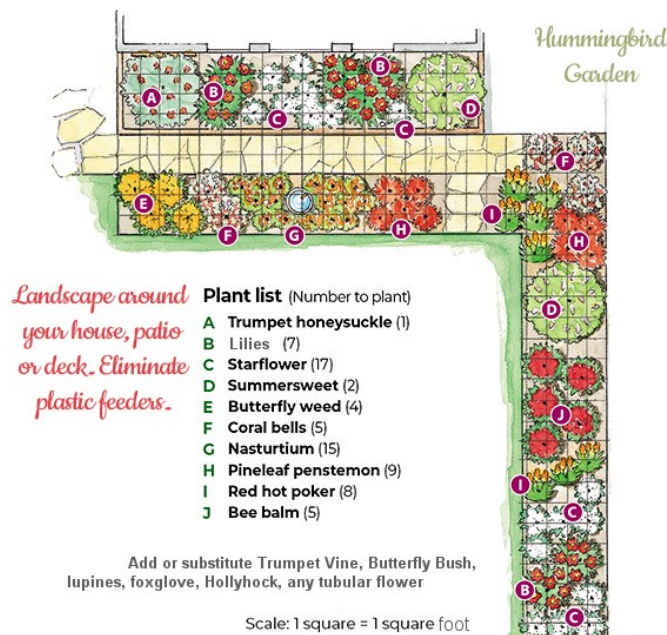 Hummingbird
Garden
A
B
B
C
C
D
E
F
G
H
I
F
H
D
J
I
C
B
C
Landscape around
your house, patio
or deck. Eliminate
plastic feeders.
Plant list (Number to plant)
A Trumpet honeysuckle (1)
B Lilies (7)
C Starflower (17)
D Summersweet (2)
E Butterfly weed (4)
F Coral bells (5)
G Nasturtium (15)
H Pineleaf penstemon (9)
I Red hot poker (8)
J Bee balm (5)
Add or substitute Trumpet Vine, Butterfly Bush,
lupines, foxglove, Hollyhock, any tubular flower
Scale: 1 square = 1 square foot